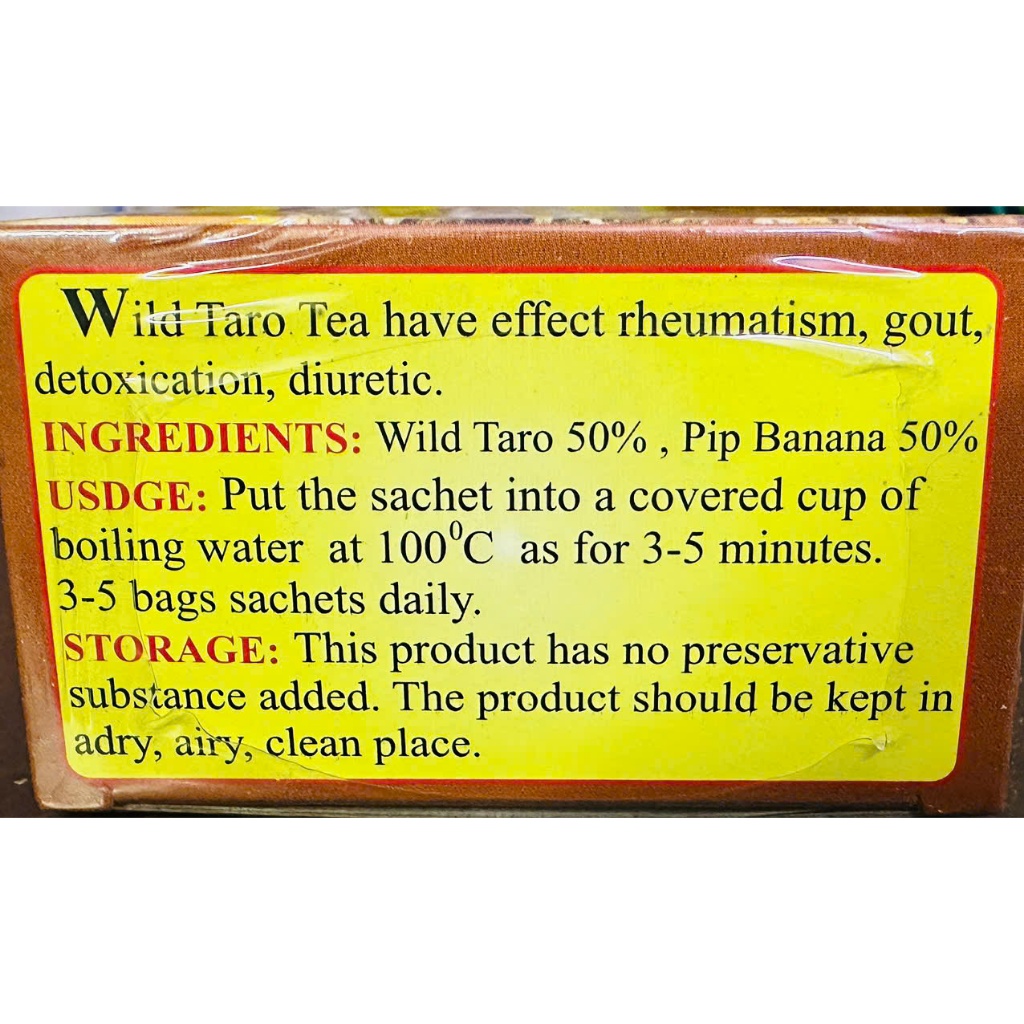 Wild Taro Tea have effect rheumatism, gout,
detoxication, diuretic.
INGREDIENTS: Wild Taro 50% , Pip Banana 50%
USDGE: Put the sachet into a covered cup of
boiling water at 100⁰C as for 3-5 minutes.
3-5 bags sachets daily.
STORAGE: This product has no preservative
substance added. The product should be kept in
adry, airy, clean place.